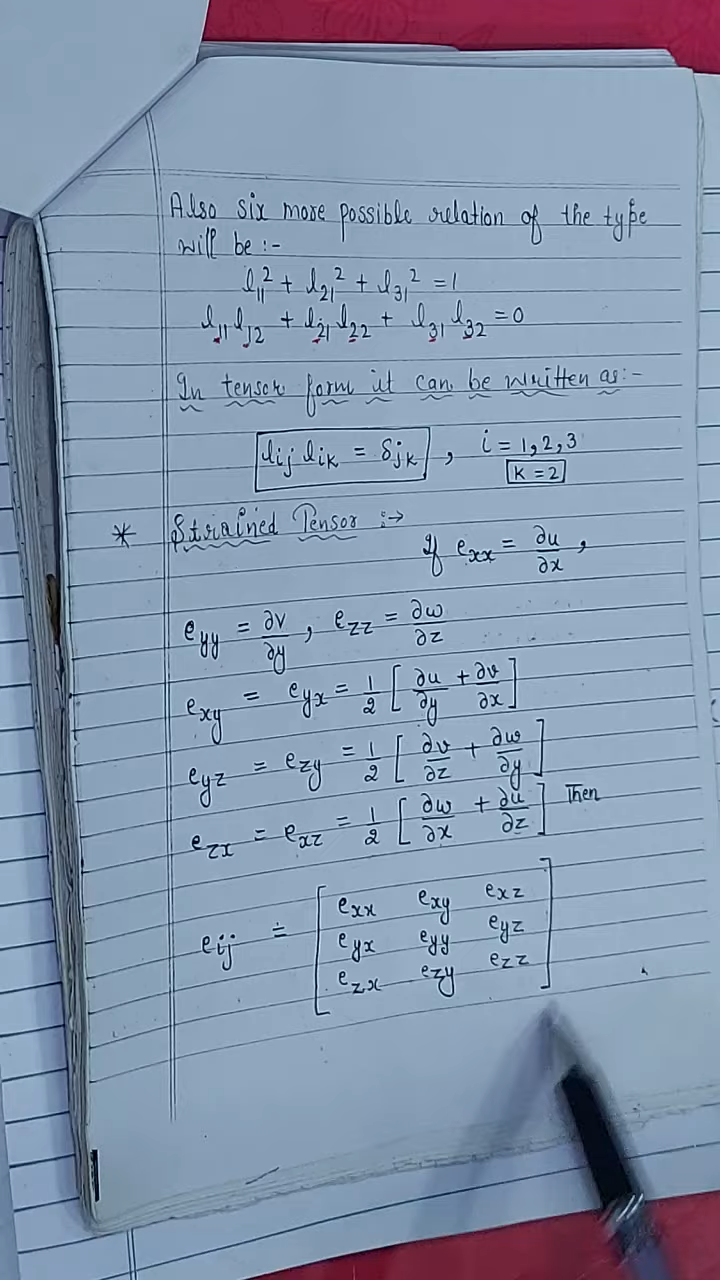 Also six more possible relation of the type
will be :-
l₁₁² + l₂₁² + l₃₁² = 1
l₁₁ l₁₂ + l₂₁ l₂₂ + l₃₁ l₃₂ = 0
In tensor form it can be written as:-
lij lik = δjk , i = 1,2,3
k = 2
* Strained Tensor :→
If exx = ∂u/∂x ,
eyy = ∂v/∂y , ezz = ∂w/∂z
exy = eyx = 1/2 [ ∂u/∂y + ∂v/∂x ]
eyz = ezy = 1/2 [ ∂v/∂z + ∂w/∂y ]
ezx = exz = 1/2 [ ∂w/∂x + ∂u/∂z ] Then
eij = [ exx exy exz
eyx eyy eyz
ezx ezy ezz ]